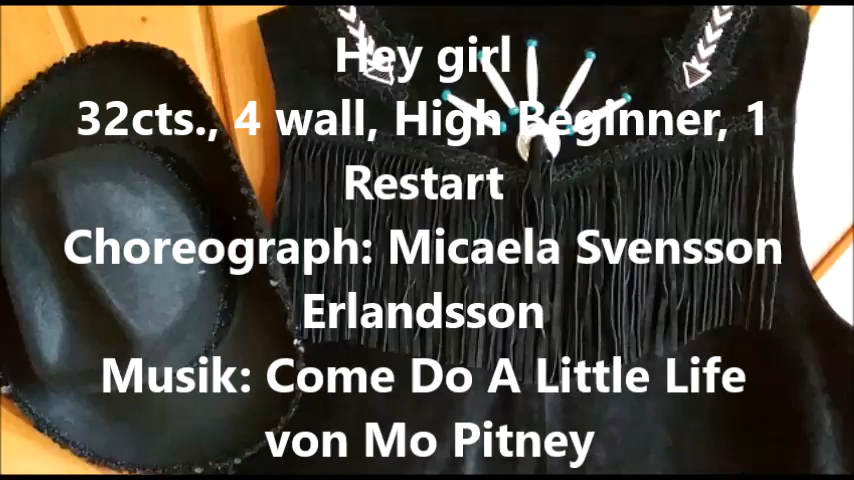 Hey girl
32cts., 4 wall, High Beginner, 1
Restart
Choreograph: Micaela Svensson
Erlandsson
Musik: Come Do A Little Life
von Mo Pitney